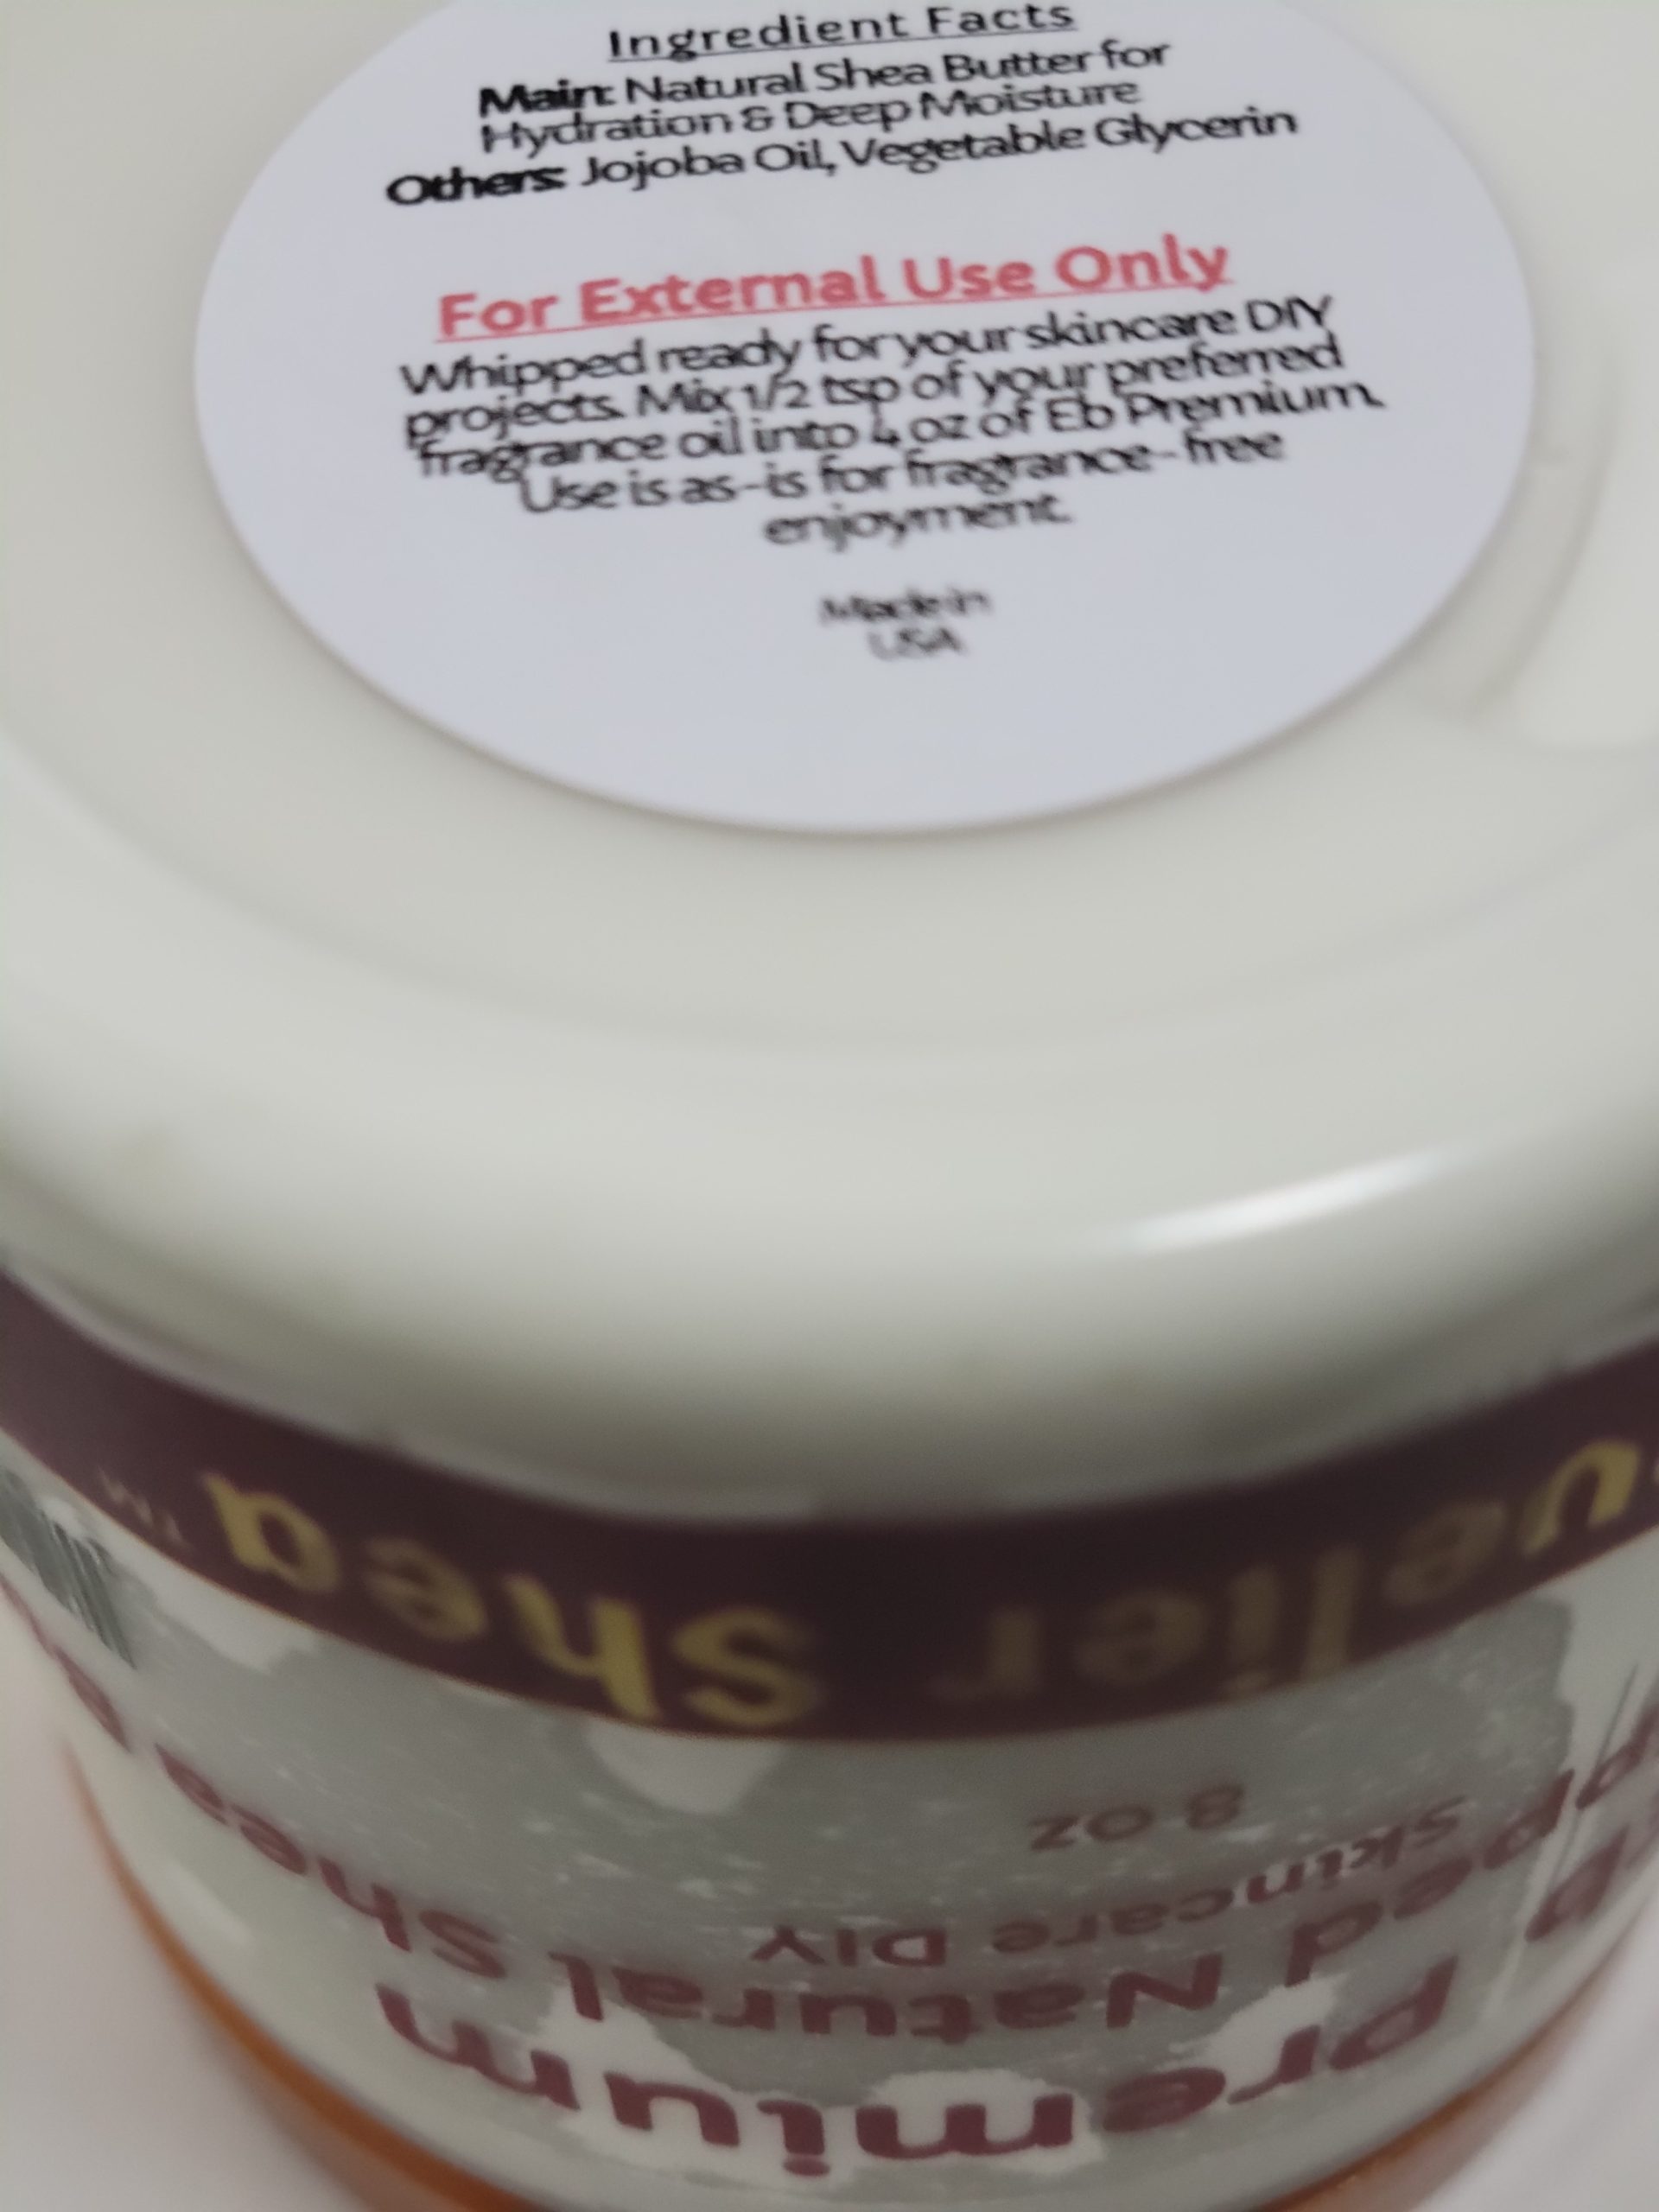 Ingredient Facts
Main: Natural Shea Butter for
Hydration & Deep Moisture
Others: Jojoba Oil, Vegetable Glycerin
For External Use Only
Whipped ready for your skincare DIY
projects. Mix 1/2 tsp of your preferred
fragrance oil into 4 oz of Eb Premium.
Use is as-is for fragrance-free
enjoyment.
Made in
USA
Premium
Natural Shea
Skincare DIY
8 oz
Shea TM